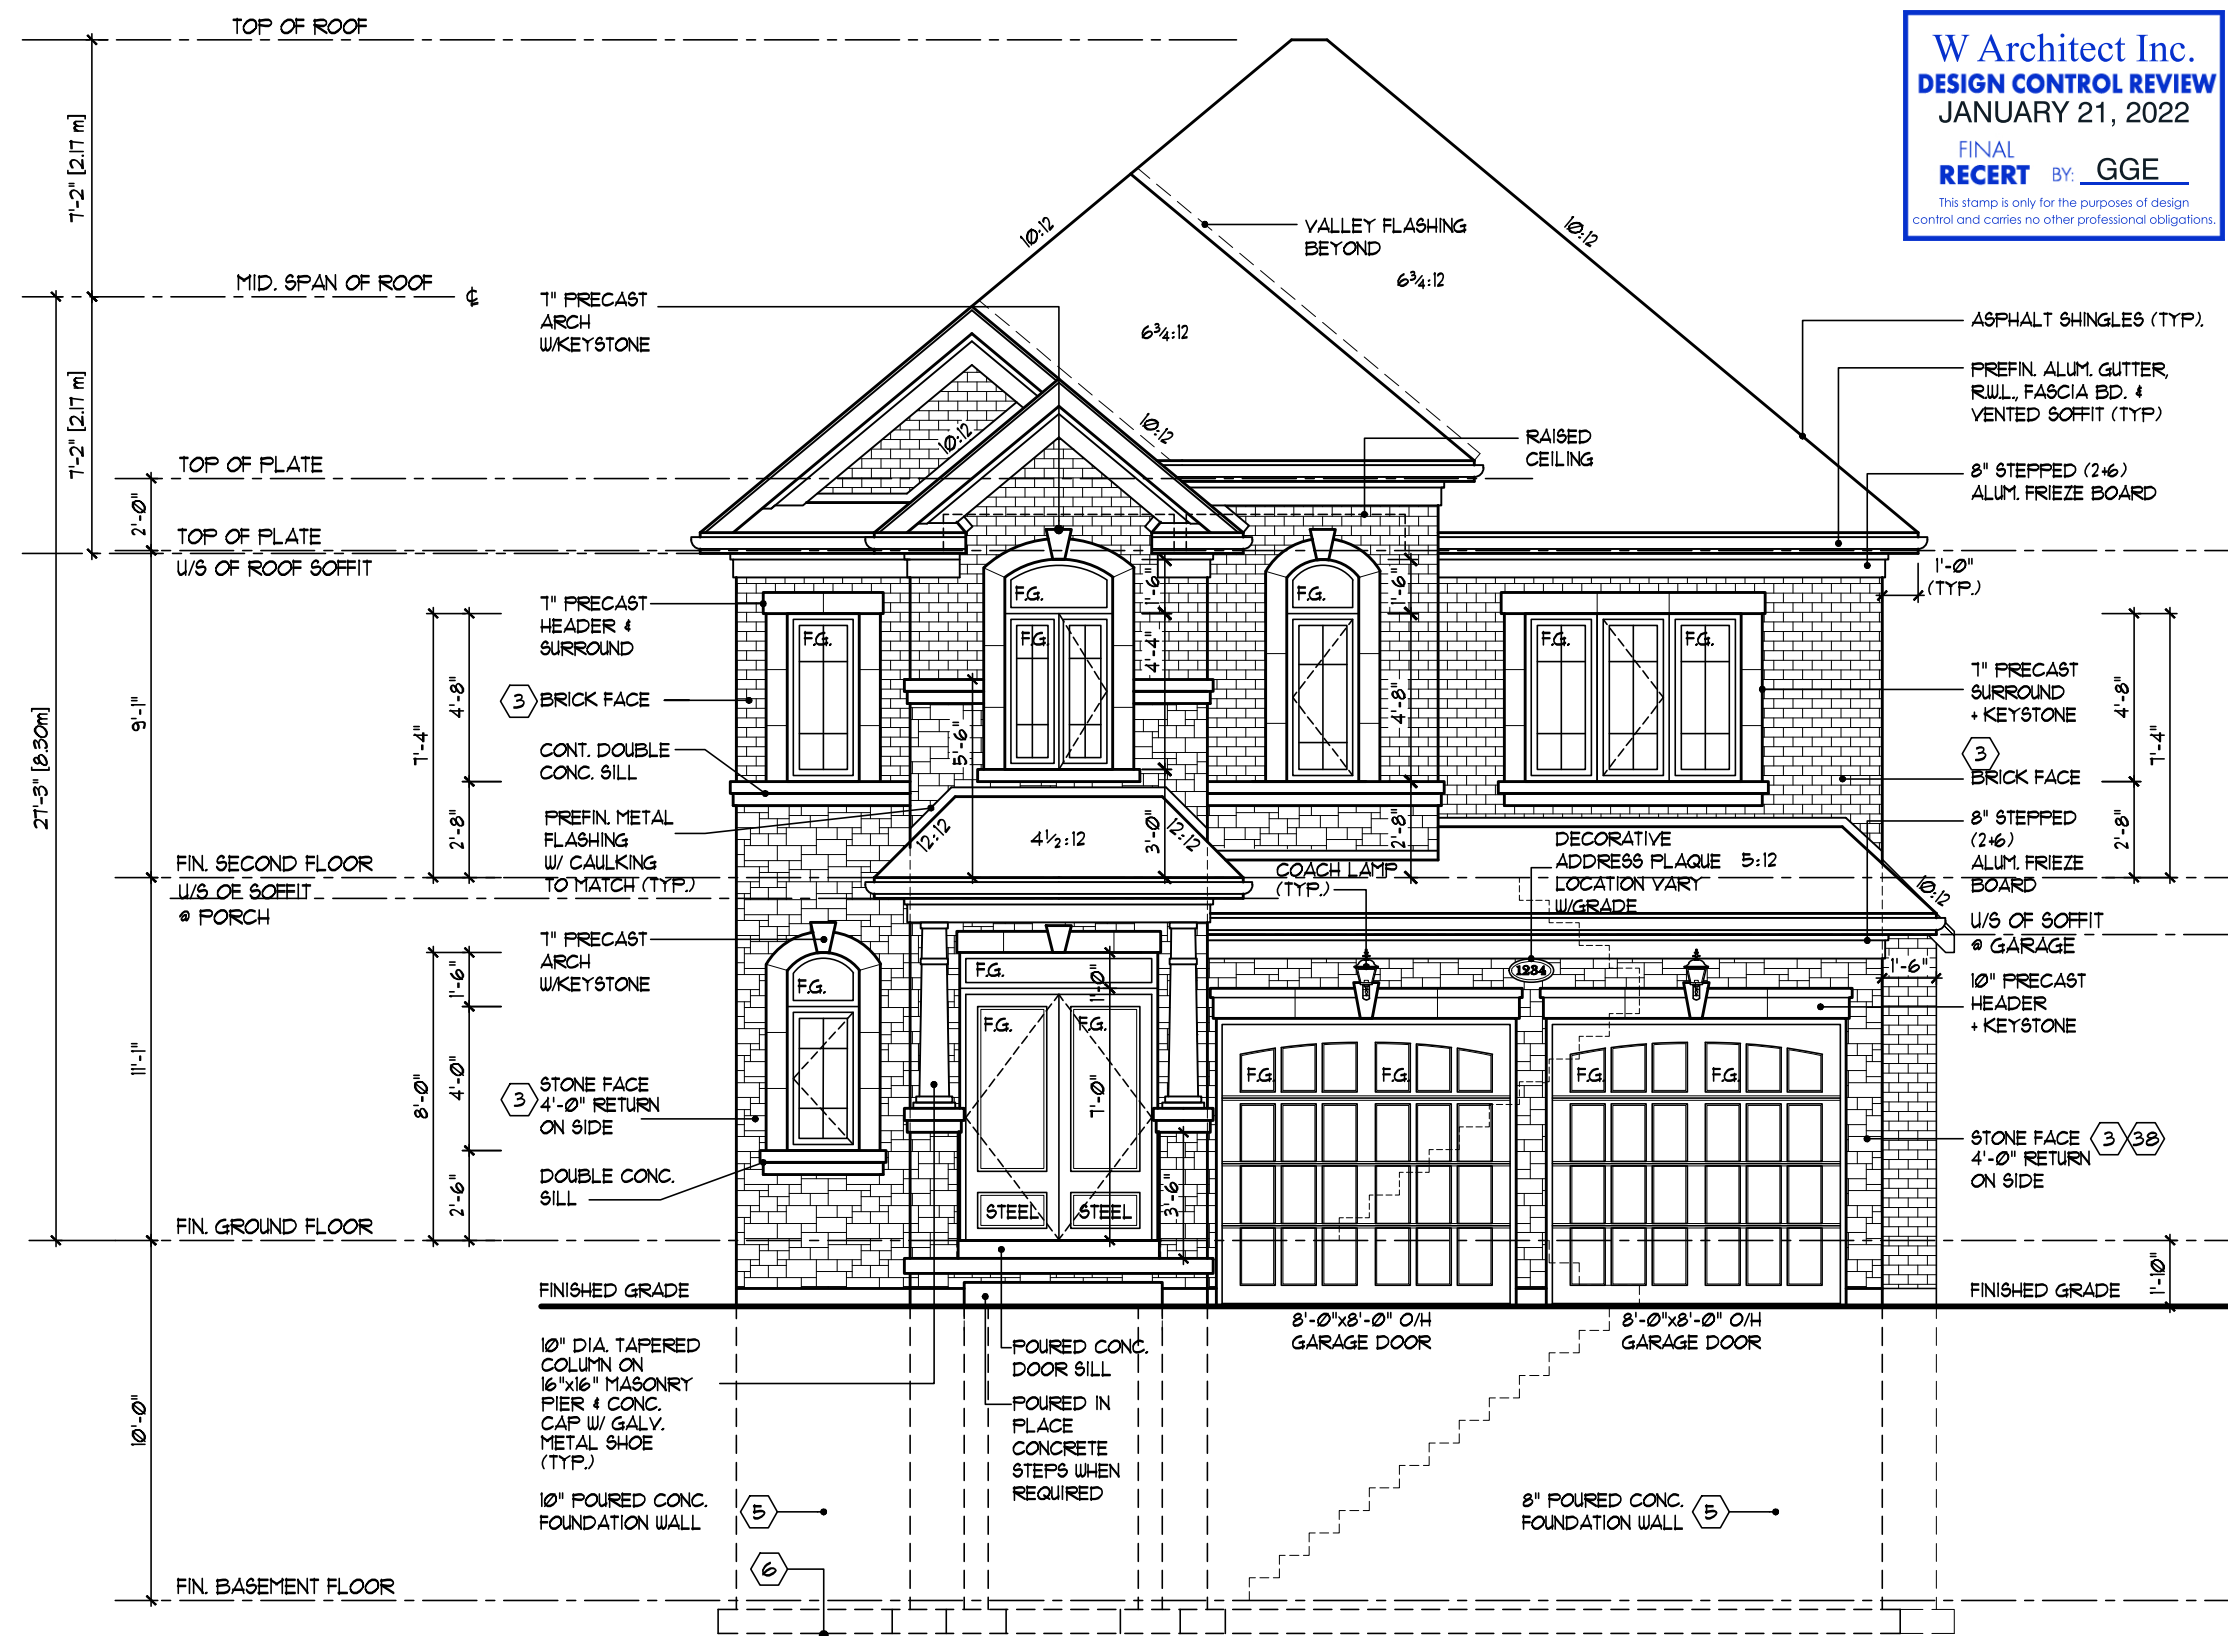 TOP OF ROOF
W Architect Inc.
DESIGN CONTROL REVIEW
JANUARY 21, 2022
FINAL
RECERT BY: GGE
This stamp is only for the purposes of design
control and carries no other professional obligations.
7'-2" [2.17 m]
MID. SPAN OF ROOF ℄
7'-2" [2.17 m]
27'-3" [8.30m]
TOP OF PLATE
2'-0"
TOP OF PLATE
U/S OF ROOF SOFFIT
9'-1"
FIN. SECOND FLOOR
U/S OF SOFFIT
@ PORCH
11'-1"
FIN. GROUND FLOOR
10'-0"
FIN. BASEMENT FLOOR
7'-4"
4'-8"
2'-8"
8'-0"
1'-6"
4'-0"
2'-6"
7" PRECAST
ARCH
W/KEYSTONE
7" PRECAST
HEADER &
SURROUND
3 BRICK FACE
CONT. DOUBLE
CONC. SILL
PREFIN. METAL
FLASHING
W/ CAULKING
TO MATCH (TYP.)
7" PRECAST
ARCH
W/KEYSTONE
3 STONE FACE
4'-0" RETURN
ON SIDE
DOUBLE CONC.
SILL
FINISHED GRADE
10" DIA. TAPERED
COLUMN ON
16"x16" MASONRY
PIER & CONC.
CAP W/ GALV.
METAL SHOE
(TYP.)
10" POURED CONC.
FOUNDATION WALL
5
6
10:12
VALLEY FLASHING
BEYOND
10:12
6¾:12
6¾:12
10:12
10:12
RAISED
CEILING
F.G.
F.G.
F.G.
F.G.
F.G.
F.G.
F.G.
1'-6"
4'-4"
1'-6"
4'-8"
2'-8"
5'-6"
3'-0"
12:12
4½:12
12:12
COACH LAMP
(TYP.)
DECORATIVE
ADDRESS PLAQUE
LOCATION VARY
W/GRADE
5:12
10:12
1234
F.G.
F.G.
F.G.
F.G.
F.G.
1'-0"
7'-0"
3'-6"
STEEL
STEEL
F.G.
F.G.
F.G.
F.G.
1'-6"
8'-0"x8'-0" O/H
GARAGE DOOR
8'-0"x8'-0" O/H
GARAGE DOOR
POURED CONC.
DOOR SILL
POURED IN
PLACE
CONCRETE
STEPS WHEN
REQUIRED
8" POURED CONC.
FOUNDATION WALL
5
ASPHALT SHINGLES (TYP).
PREFIN. ALUM. GUTTER,
R.W.L., FASCIA BD. &
VENTED SOFFIT (TYP)
8" STEPPED (2+6)
ALUM. FRIEZE BOARD
1'-0"
(TYP.)
7" PRECAST
SURROUND
+ KEYSTONE
3
BRICK FACE
8" STEPPED
(2+6)
ALUM. FRIEZE
BOARD
U/S OF SOFFIT
@ GARAGE
10" PRECAST
HEADER
+ KEYSTONE
STONE FACE 3 38
4'-0" RETURN
ON SIDE
FINISHED GRADE
4'-8"
2'-8"
7'-4"
1'-10"